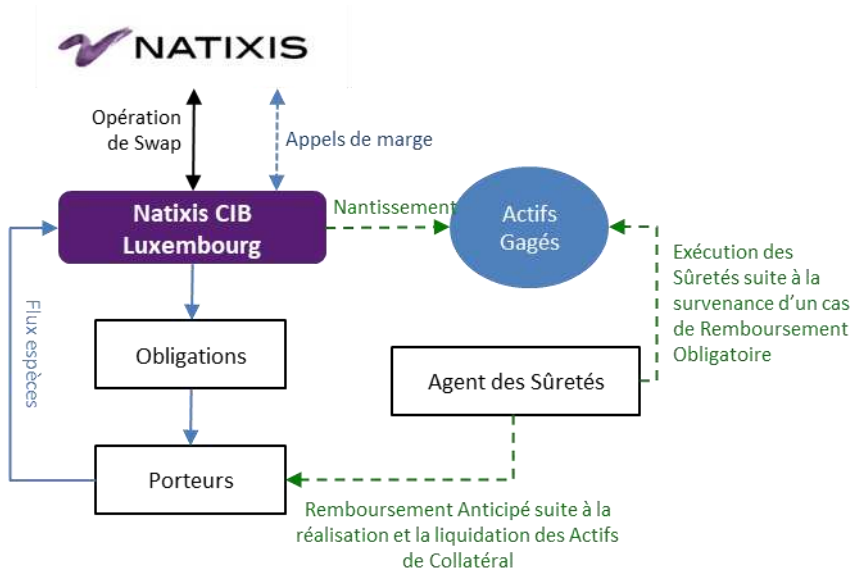 NATIXIS
Opération
de Swap
Appels de marge
Natixis CIB
Luxembourg
Nantissement
Actifs
Gagés
Exécution des
Sûretés suite à la
survenance d'un cas
de Remboursement
Obligatoire
Flux espèces
Obligations
Agent des Sûretés
Porteurs
Remboursement Anticipé suite à la
réalisation et la liquidation des Actifs
de Collatéral